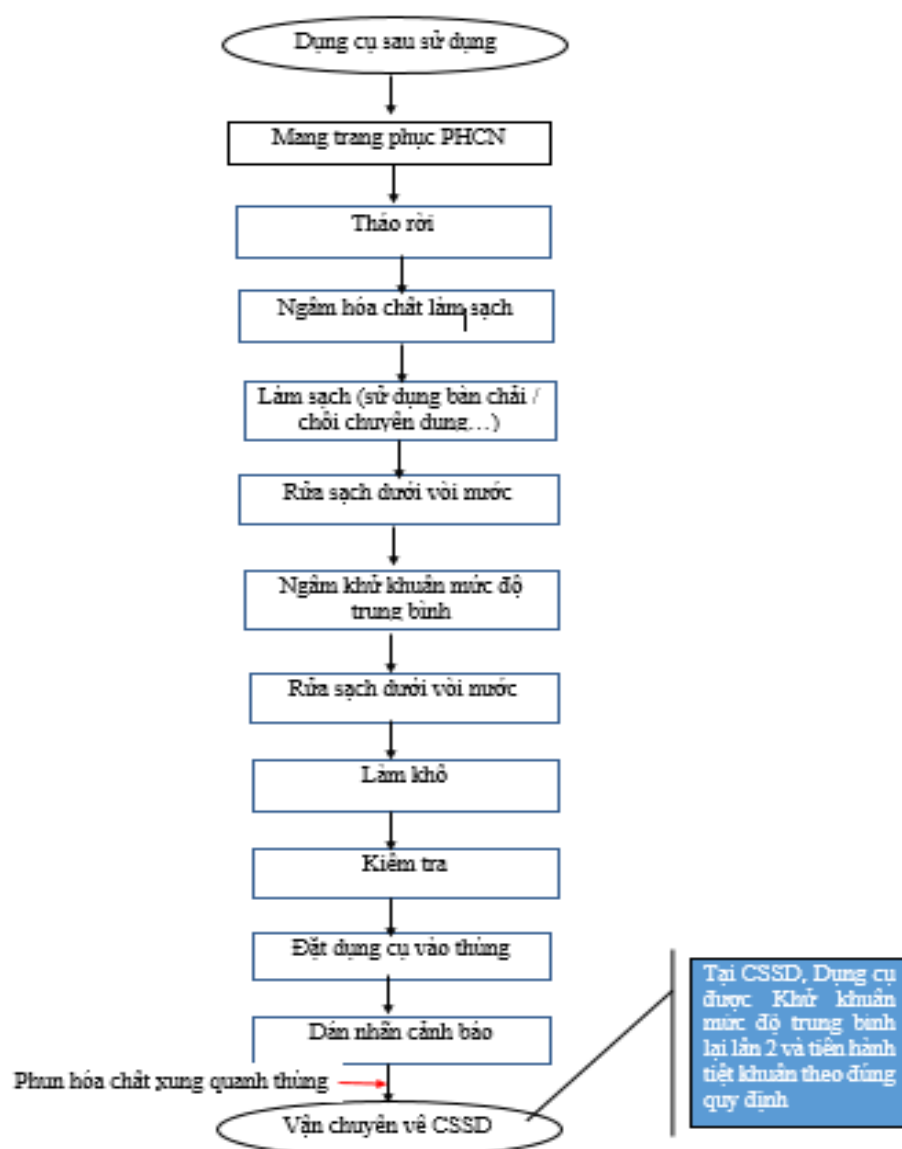 Dụng cụ sau sử dụng
Mang trang phục PHCN
Tháo rời
Ngâm hóa chất làm sạch
Làm sạch (sử dụng bàn chải /
chổi chuyên dụng…)
Rửa sạch dưới vòi nước
Ngâm khử khuẩn mức độ
trung bình
Rửa sạch dưới vòi nước
Làm khô
Kiểm tra
Đặt dụng cụ vào thùng
Dán nhãn cảnh báo
Phun hóa chất xung quanh thùng
Vận chuyển về CSSD
Tại CSSD, Dụng cụ
được Khử khuẩn
mức độ trung bình
lại lần 2 và tiến hành
tiệt khuẩn theo đúng
quy định